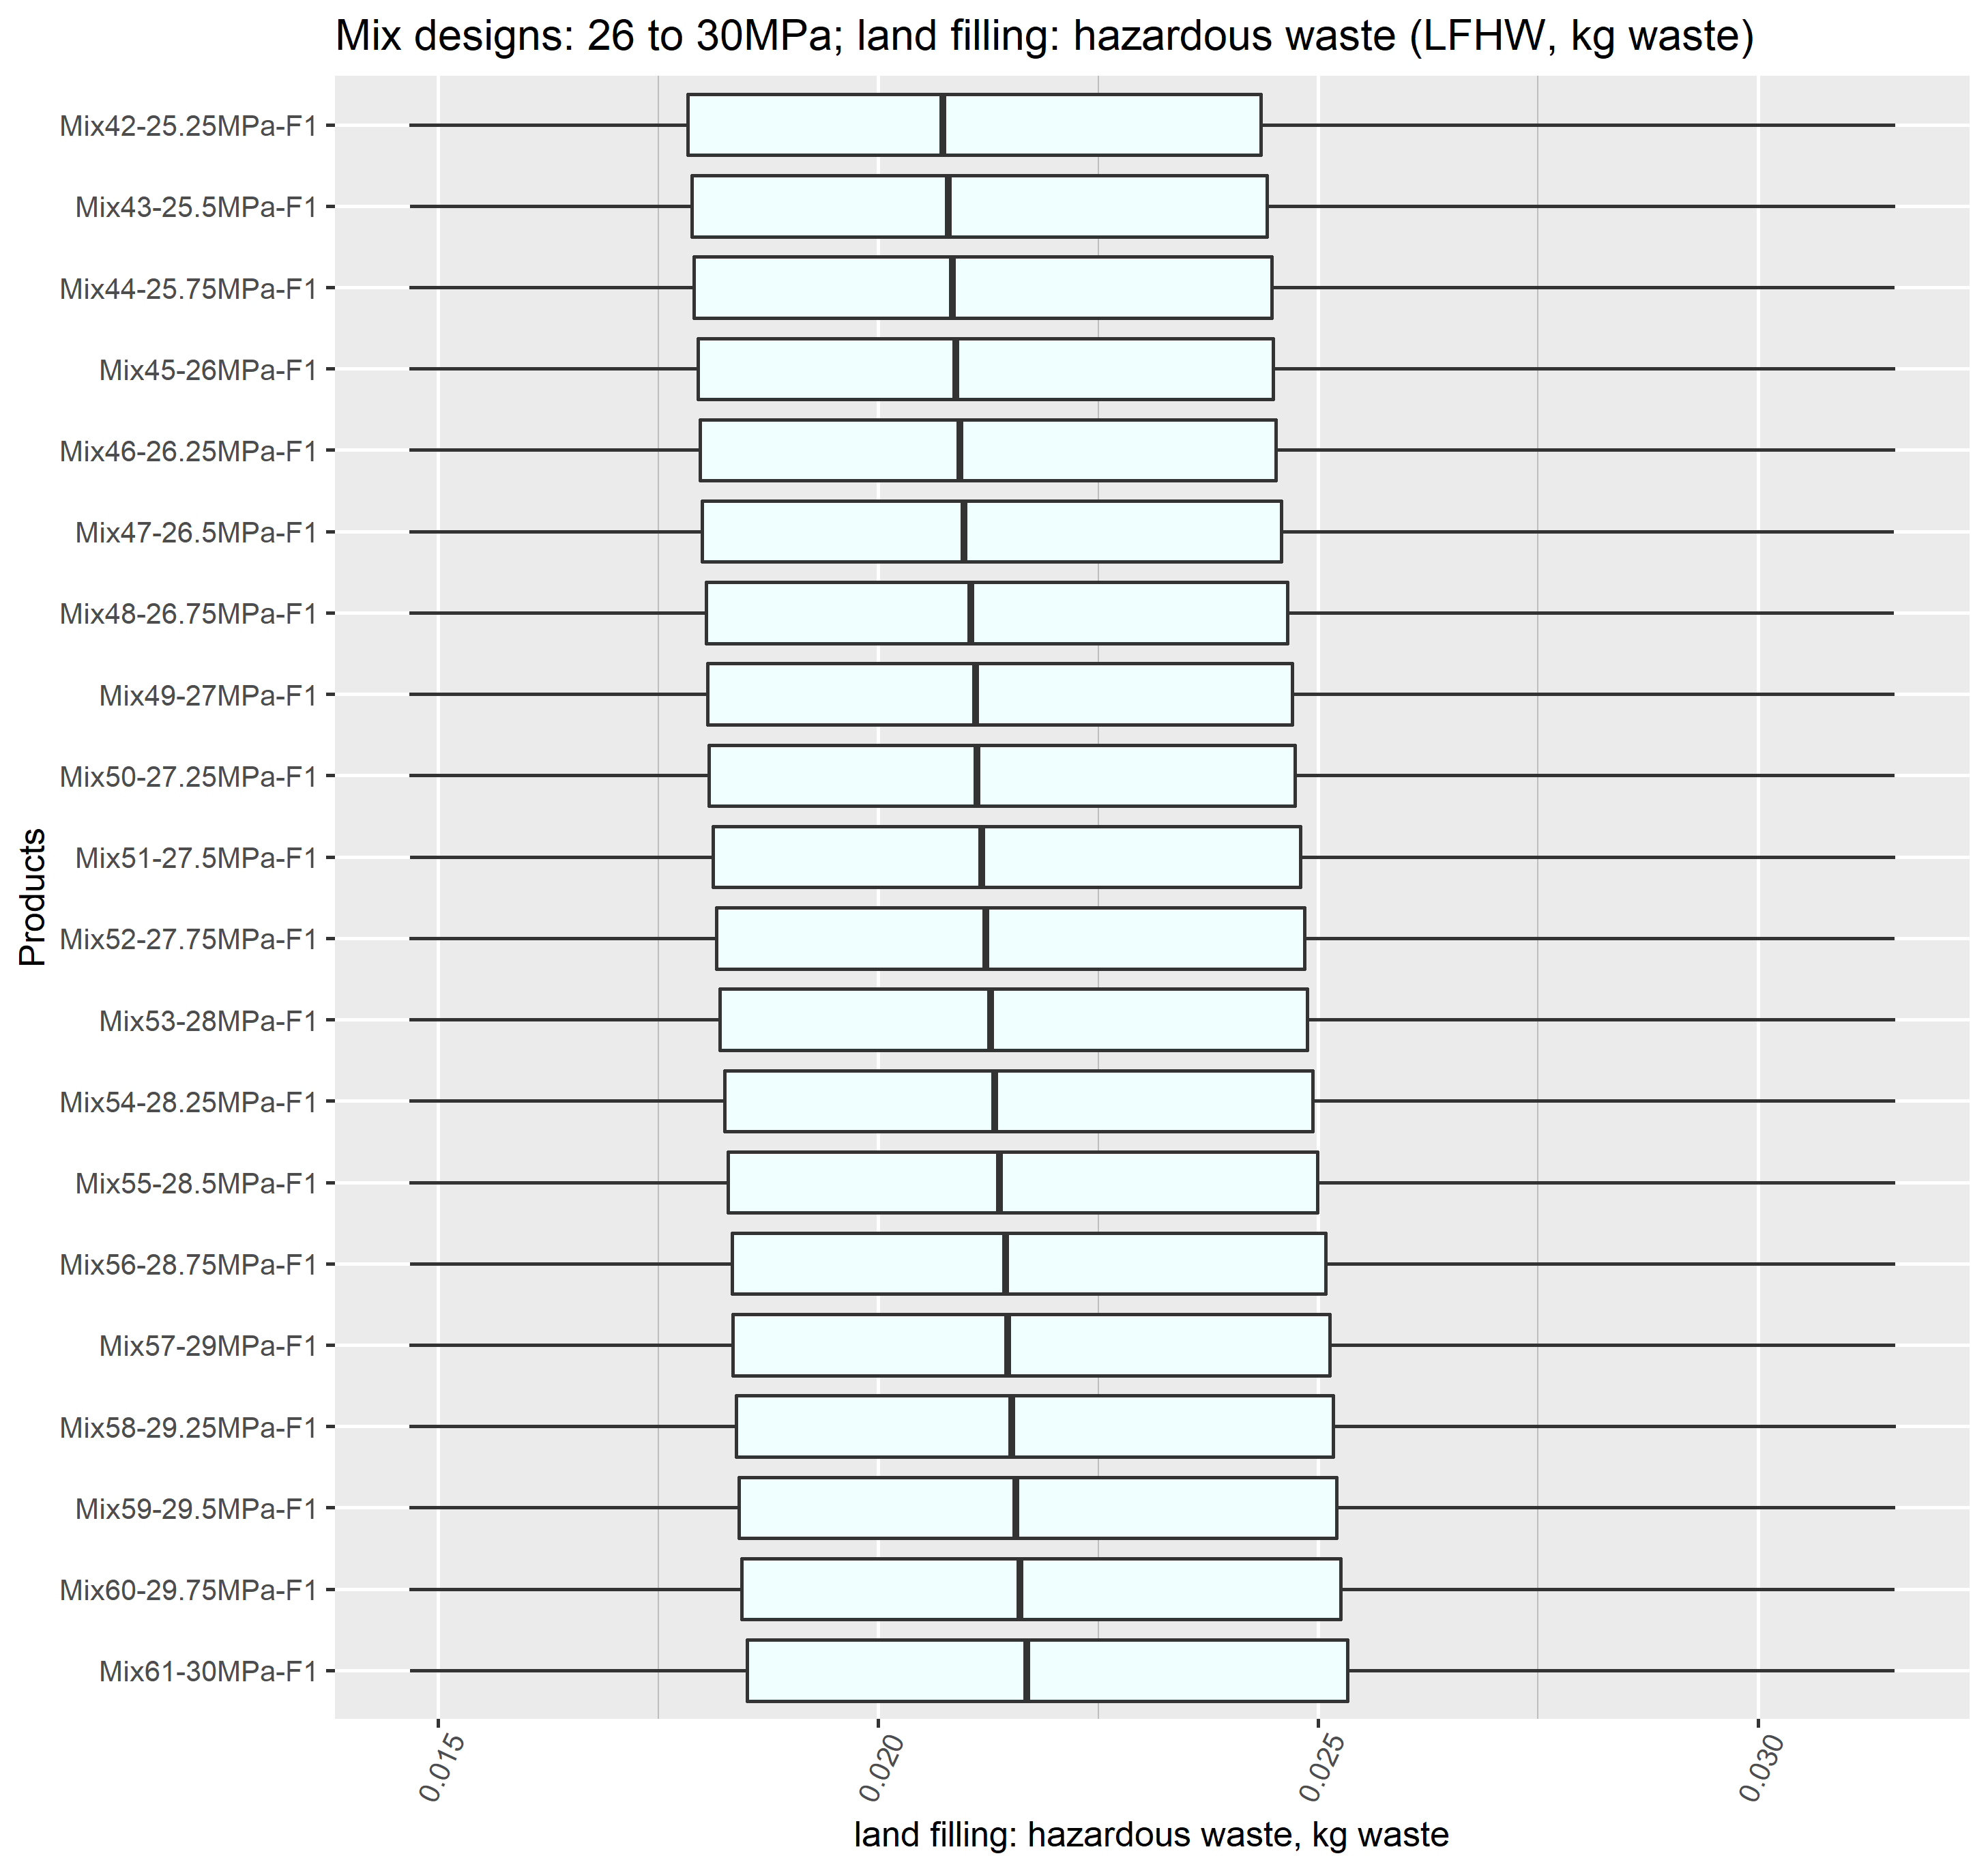 Mix designs: 26 to 30MPa; land filling: hazardous waste (LFHW, kg waste)
Products
Mix42-25.25MPa-F1
Mix43-25.5MPa-F1
Mix44-25.75MPa-F1
Mix45-26MPa-F1
Mix46-26.25MPa-F1
Mix47-26.5MPa-F1
Mix48-26.75MPa-F1
Mix49-27MPa-F1
Mix50-27.25MPa-F1
Mix51-27.5MPa-F1
Mix52-27.75MPa-F1
Mix53-28MPa-F1
Mix54-28.25MPa-F1
Mix55-28.5MPa-F1
Mix56-28.75MPa-F1
Mix57-29MPa-F1
Mix58-29.25MPa-F1
Mix59-29.5MPa-F1
Mix60-29.75MPa-F1
Mix61-30MPa-F1
0.015 0.020 0.025 0.030
land filling: hazardous waste, kg waste